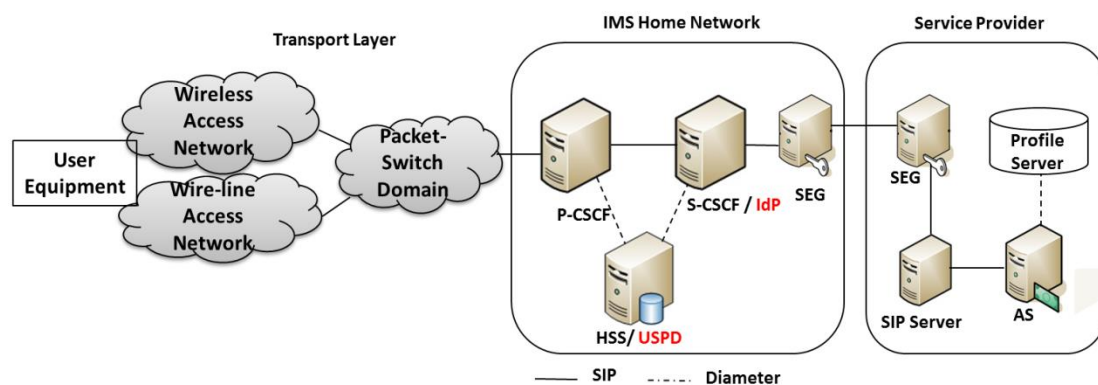 Transport Layer
IMS Home Network
Service Provider
Wireless
Access
Network
User
Equipment
Wire-line
Access
Network
Packet-
Switch
Domain
P-CSCF
S-CSCF / IdP
SEG
HSS/ USPD
SEG
Profile
Server
SIP Server
AS
SIP
Diameter